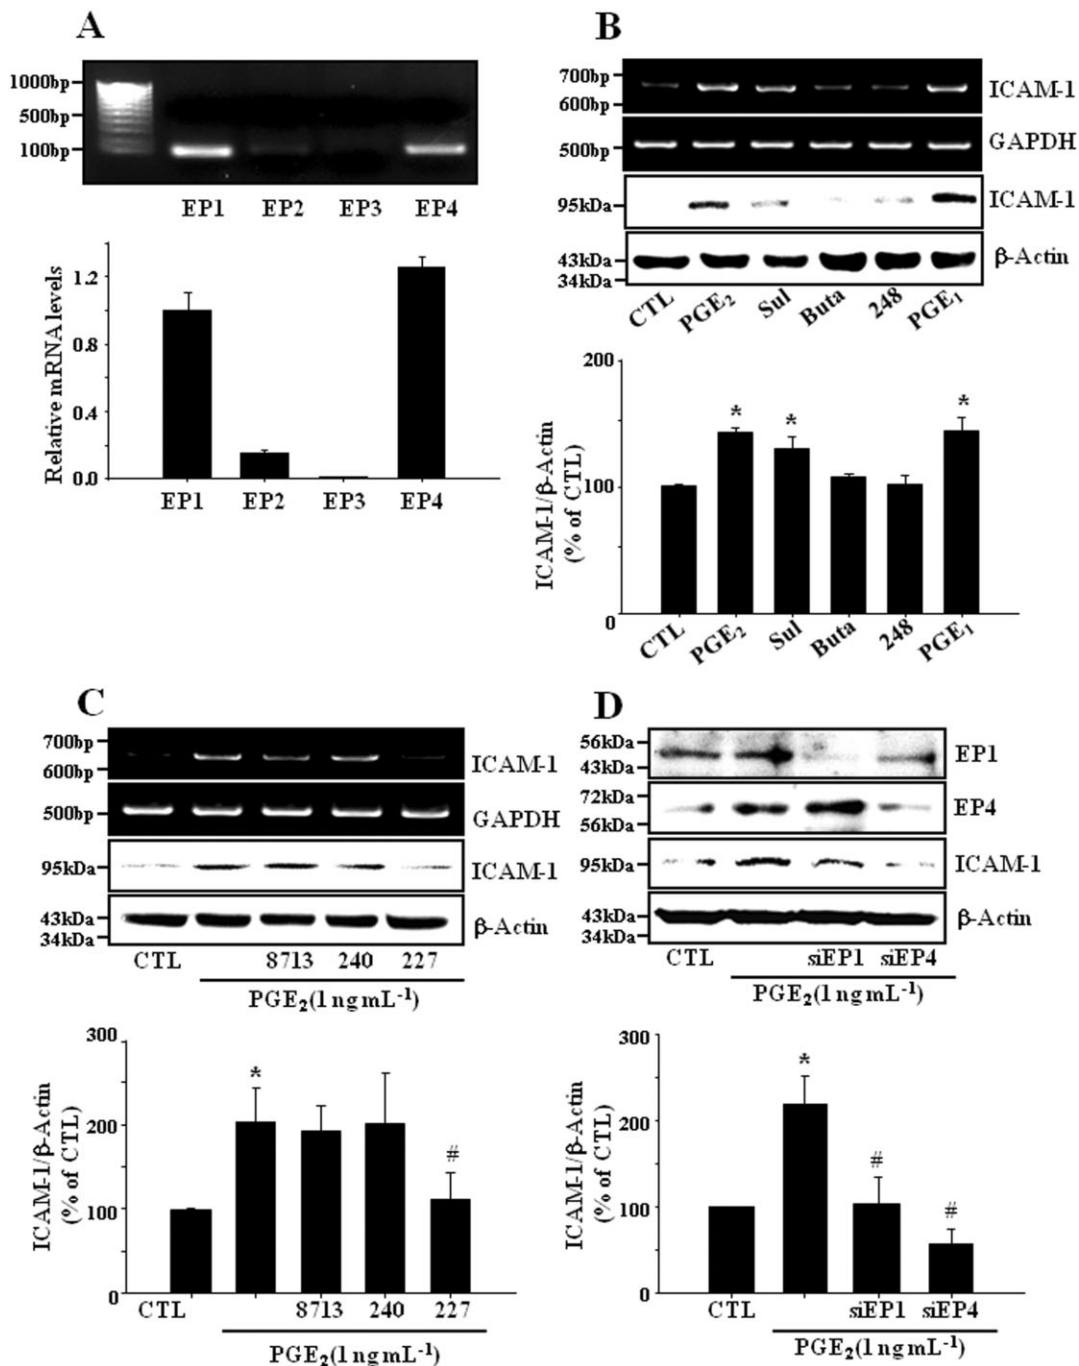 A
1000bp
500bp
100bp
EP1 EP2 EP3 EP4
Relative mRNA levels
1.2
0.8
0.4
0.0
EP1 EP2 EP3 EP4
B
700bp
600bp
ICAM-1
500bp
GAPDH
95kDa
ICAM-1
43kDa
34kDa
β-Actin
CTL PGE₂ Sul Buta 248 PGE₁
ICAM-1/β-Actin
(% of CTL)
200
100
0
* * *
CTL PGE₂ Sul Buta 248 PGE₁
C
700bp
600bp
ICAM-1
500bp
GAPDH
95kDa
ICAM-1
43kDa
34kDa
β-Actin
CTL 8713 240 227
PGE₂(1 ng mL⁻¹)
ICAM-1/β-Actin
(% of CTL)
300
200
100
0
* #
CTL 8713 240 227
PGE₂(1 ng mL⁻¹)
D
56kDa
43kDa
EP1
72kDa
56kDa
EP4
95kDa
ICAM-1
43kDa
34kDa
β-Actin
CTL siEP1 siEP4
PGE₂(1 ng mL⁻¹)
ICAM-1/β-Actin
(% of CTL)
300
200
100
0
* # #
CTL siEP1 siEP4
PGE₂(1 ng mL⁻¹)